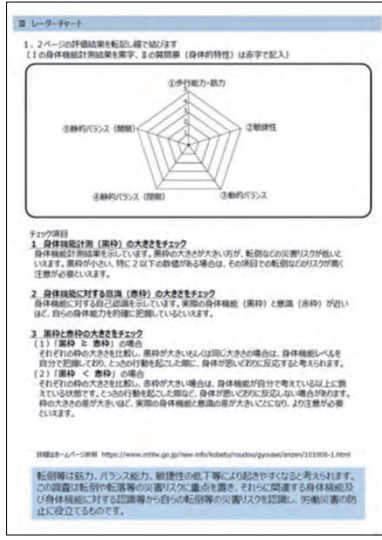 Ⅲ レーダーチャート
1、2ページの評価結果を転記し線で結びます
(Ⅰの身体機能計測結果を黒字、Ⅱの質問票（身体的特性）は赤字で記入)
①歩行能力・筋力
②敏捷性
③動的バランス
④静的バランス（閉眼）
⑤静的バランス（開眼）
5
4
3
2
1
チェック項目
1 身体機能計測（黒枠）の大きさをチェック
身体機能計測結果を示しています。黒枠の大きさが大きい方が、転倒などの災害リスクが低いと
いえます。黒枠が小さい、特に２以下の数値がある場合は、その項目での転倒などのリスクが高く
注意が必要といえます。
2 身体機能に対する意識（赤枠）の大きさをチェック
身体機能に対する自己認識を示しています。実際の身体機能（黒枠）と意識（赤枠）が近い
ほど、自らの身体能力を的確に把握しているといえます。
3 黒枠と赤枠の大きさをチェック
（１）「黒枠 ≧ 赤枠」の場合
それぞれの枠の大きさを比較し、黒枠が大きいもしくは同じ大きさの場合は、身体機能レベルを
自分で把握しており、とっさの行動を起こした際に、身体が思いどおりに反応すると考えられます。
（２）「黒枠 ＜ 赤枠」の場合
それぞれの枠の大きさを比較し、赤枠が大きい場合は、身体機能が自分で考えている以上に衰
えている状態です。とっさの行動を起こした際など、身体が思いどおりに反応しない場合があります。
枠の大きさの差が大きいほど、実際の身体機能と意識の差が大きいことになり、より注意が必要
といえます。
詳細はホームページ参照 https://www.mhlw.go.jp/new-info/kobetu/roudou/gyousei/anzen/101006-1.html
転倒等は筋力、バランス能力、敏捷性の低下等により起きやすくなると考えられます。
この調査は転倒や転落等の災害リスクに重点を置き、それらに関連する身体機能及
び身体機能に対する認識等から自らの転倒等の災害リスクを認識し、労働災害の防
止に役立てるものです。